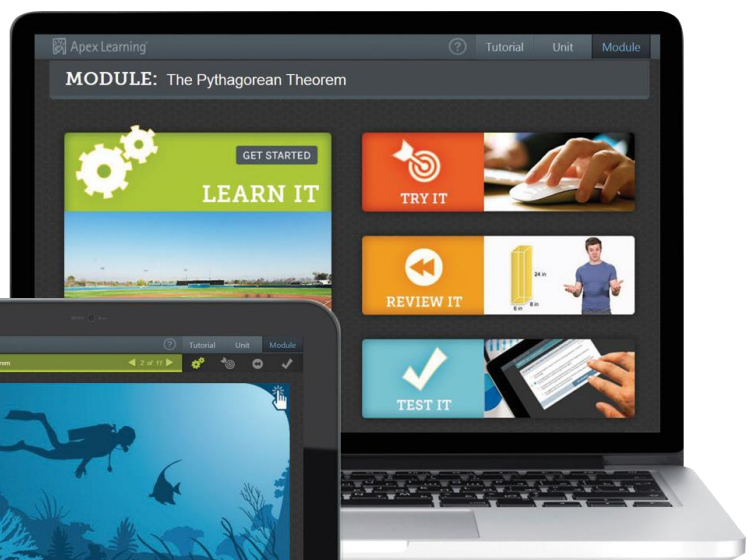 Apex Learning
? Tutorial Unit Module
MODULE: The Pythagorean Theorem
GET STARTED
LEARN IT
TRY IT
REVIEW IT
24 in
6 in
8 in
TEST IT
? Tutorial Unit Module
2 of 11